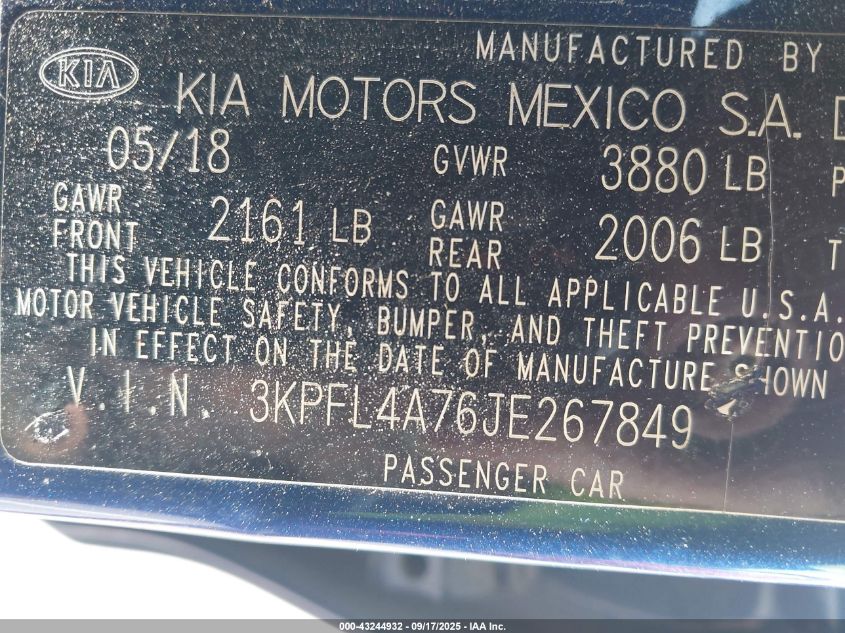 MANUFACTURED BY
KIA
KIA MOTORS MEXICO S.A. D
05/18 GVWR 3880 LB P
GAWR FRONT 2161 LB GAWR REAR 2006 LB T
THIS VEHICLE CONFORMS TO ALL APPLICABLE U.S.A.
MOTOR VEHICLE SAFETY, BUMPER, AND THEFT PREVENTIO
IN EFFECT ON THE DATE OF MANUFACTURE SHOWN
V.I.N. 3KPFL4A76JE267849
PASSENGER CAR
000-43244932 - 09/17/2025 - IAA Inc.